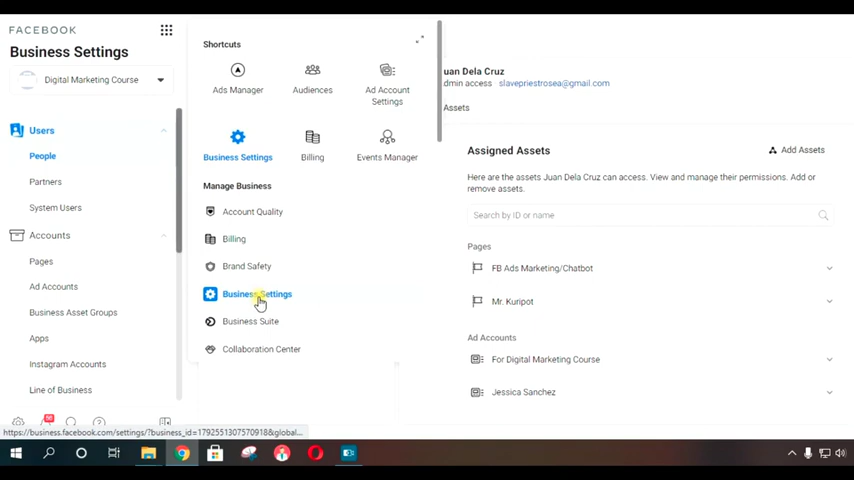 FACEBOOK
Business Settings
Digital Marketing Course
Users
People
Partners
System Users
Accounts
Pages
Ad Accounts
Business Asset Groups
Apps
Instagram Accounts
Line of Business
Shortcuts
Ads Manager
Audiences
Ad Account
Settings
Business Settings
Billing
Events Manager
Manage Business
Account Quality
Billing
Brand Safety
Business Settings
Business Suite
Collaboration Center
uan Dela Cruz
dmin access slavepriestrosea@gmail.com
Assets
Assigned Assets
Add Assets
Here are the assets Juan Dela Cruz can access. View and manage their permissions. Add or
remove assets.
Search by ID or name
Pages
FB Ads Marketing/Chatbot
Mr. Kuripot
Ad Accounts
For Digital Marketing Course
Jessica Sanchez
https://business.facebook.com/settings/?business_id=1792551307570918&global...